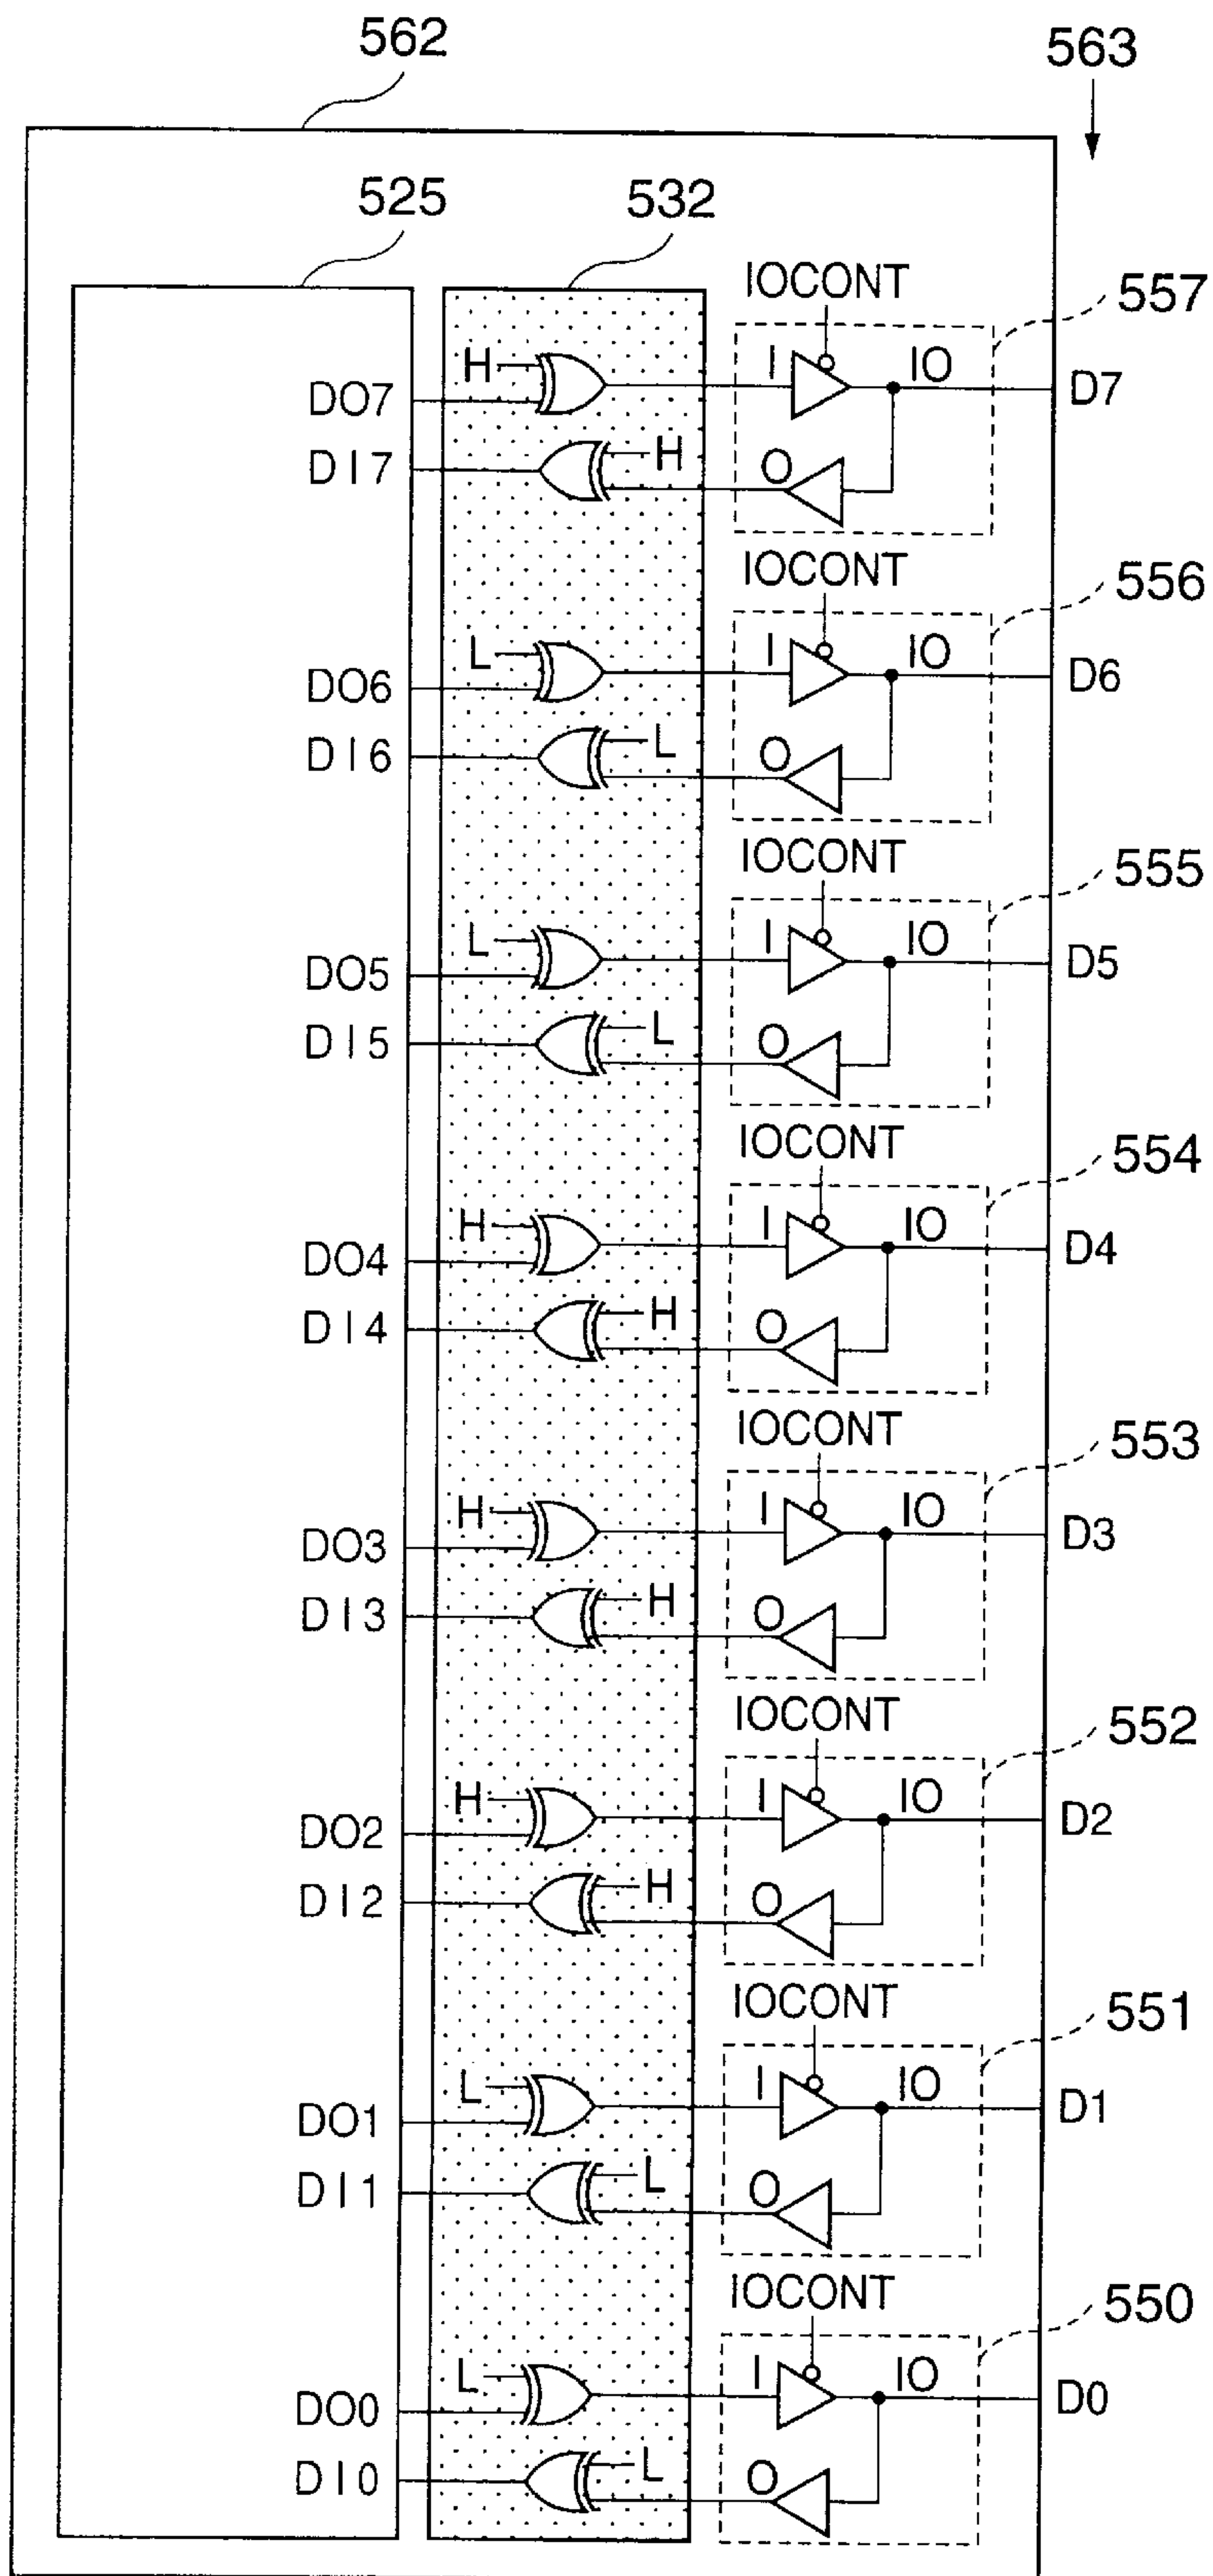 562
563
525
532
IOCONT
557
H
I
IO
D7
DO7
DI7
H
O
IOCONT
556
L
I
IO
D6
DO6
DI6
L
O
IOCONT
555
L
I
IO
D5
DO5
DI5
L
O
IOCONT
554
H
I
IO
D4
DO4
DI4
H
O
IOCONT
553
H
I
IO
D3
DO3
DI3
H
O
IOCONT
552
H
I
IO
D2
DO2
DI2
H
O
IOCONT
551
L
I
IO
D1
DO1
DI1
L
O
IOCONT
550
L
I
IO
D0
DO0
DI0
L
O